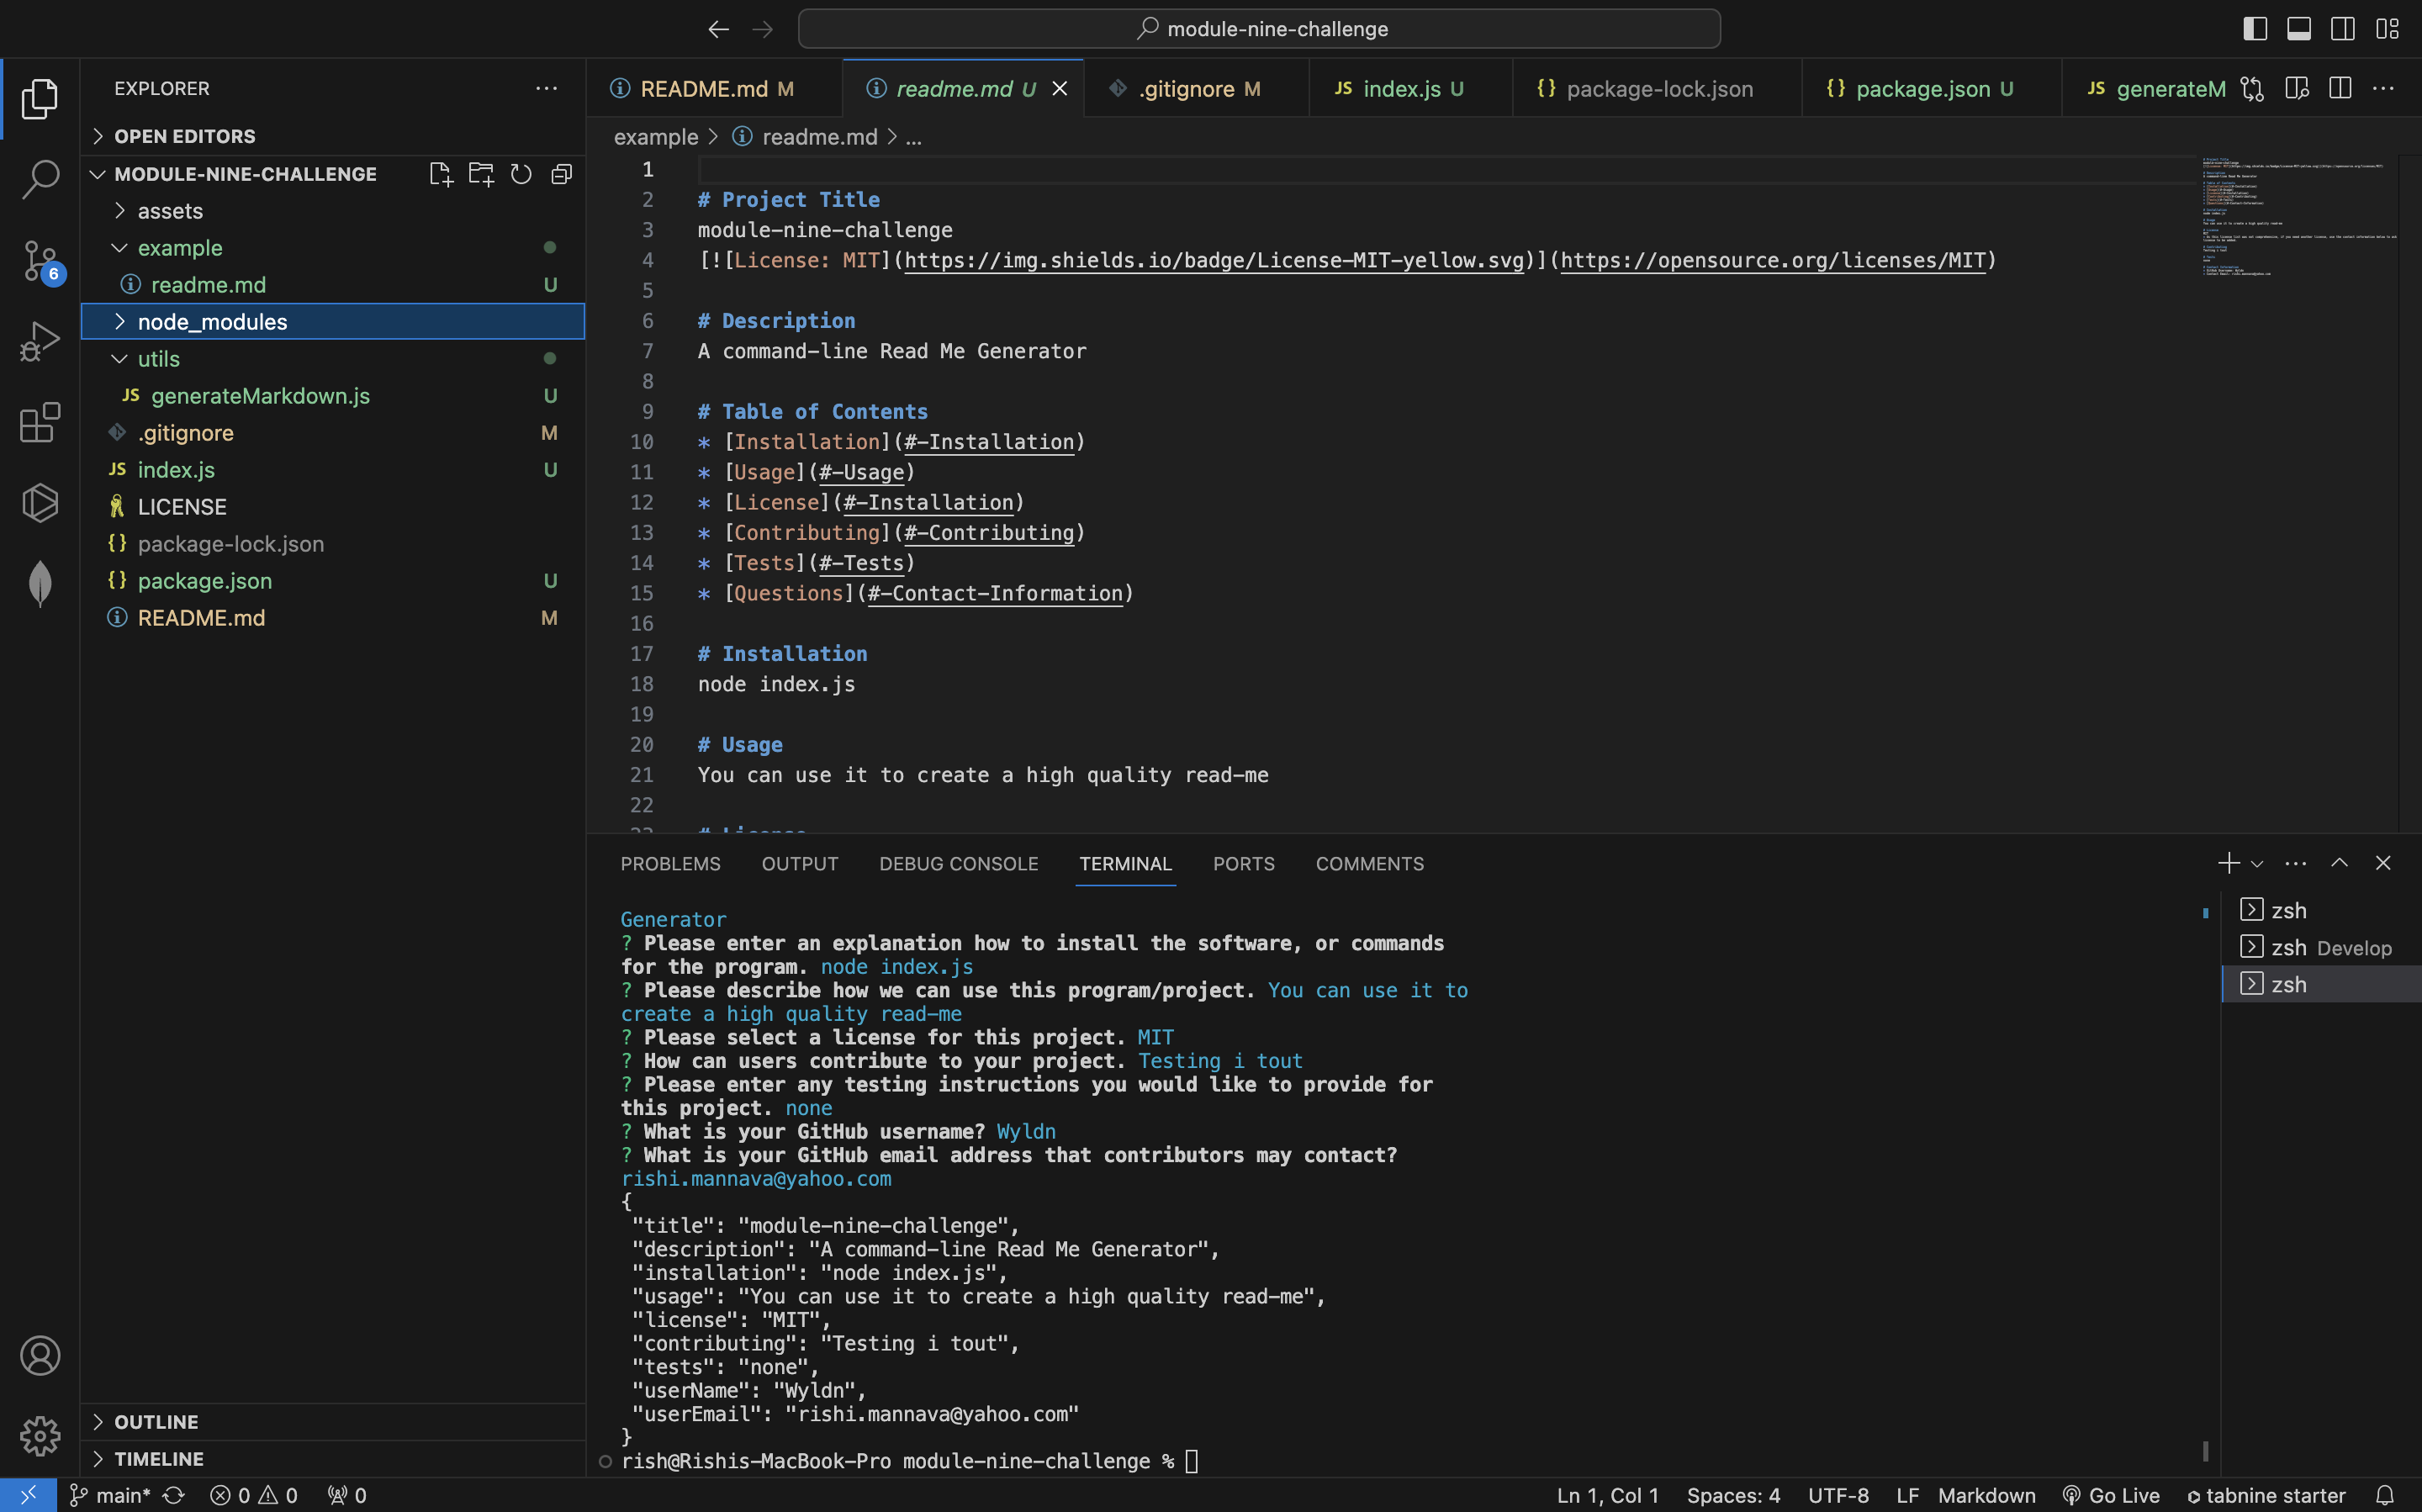 module-nine-challenge
EXPLORER
OPEN EDITORS
MODULE-NINE-CHALLENGE
assets
example
readme.md U
node_modules
utils
JS generateMarkdown.js U
.gitignore M
JS index.js U
LICENSE
{} package-lock.json
{} package.json U
README.md M
OUTLINE
TIMELINE
6
README.md M
readme.md U
.gitignore M
JS index.js U
{} package-lock.json
{} package.json U
JS generateM
example > readme.md > ...
1
2 # Project Title
3 module-nine-challenge
4 [![License: MIT](https://img.shields.io/badge/License-MIT-yellow.svg)](https://opensource.org/licenses/MIT)
5
6 # Description
7 A command-line Read Me Generator
8
9 # Table of Contents
10 * [Installation](#-Installation)
11 * [Usage](#-Usage)
12 * [License](#-Installation)
13 * [Contributing](#-Contributing)
14 * [Tests](#-Tests)
15 * [Questions](#-Contact-Information)
16
17 # Installation
18 node index.js
19
20 # Usage
21 You can use it to create a high quality read-me
22
23 # License
PROBLEMS OUTPUT DEBUG CONSOLE TERMINAL PORTS COMMENTS
Generator
? Please enter an explanation how to install the software, or commands
for the program. node index.js
? Please describe how we can use this program/project. You can use it to
create a high quality read-me
? Please select a license for this project. MIT
? How can users contribute to your project. Testing i tout
? Please enter any testing instructions you would like to provide for
this project. none
? What is your GitHub username? Wyldn
? What is your GitHub email address that contributors may contact?
rishi.mannava@yahoo.com
{
"title": "module-nine-challenge",
"description": "A command-line Read Me Generator",
"installation": "node index.js",
"usage": "You can use it to create a high quality read-me",
"license": "MIT",
"contributing": "Testing i tout",
"tests": "none",
"userName": "Wyldn",
"userEmail": "rishi.mannava@yahoo.com"
}
rish@Rishis-MacBook-Pro module-nine-challenge %
zsh
zsh Develop
zsh
main* 0 0 0
Ln 1, Col 1 Spaces: 4 UTF-8 LF Markdown Go Live tabnine starter